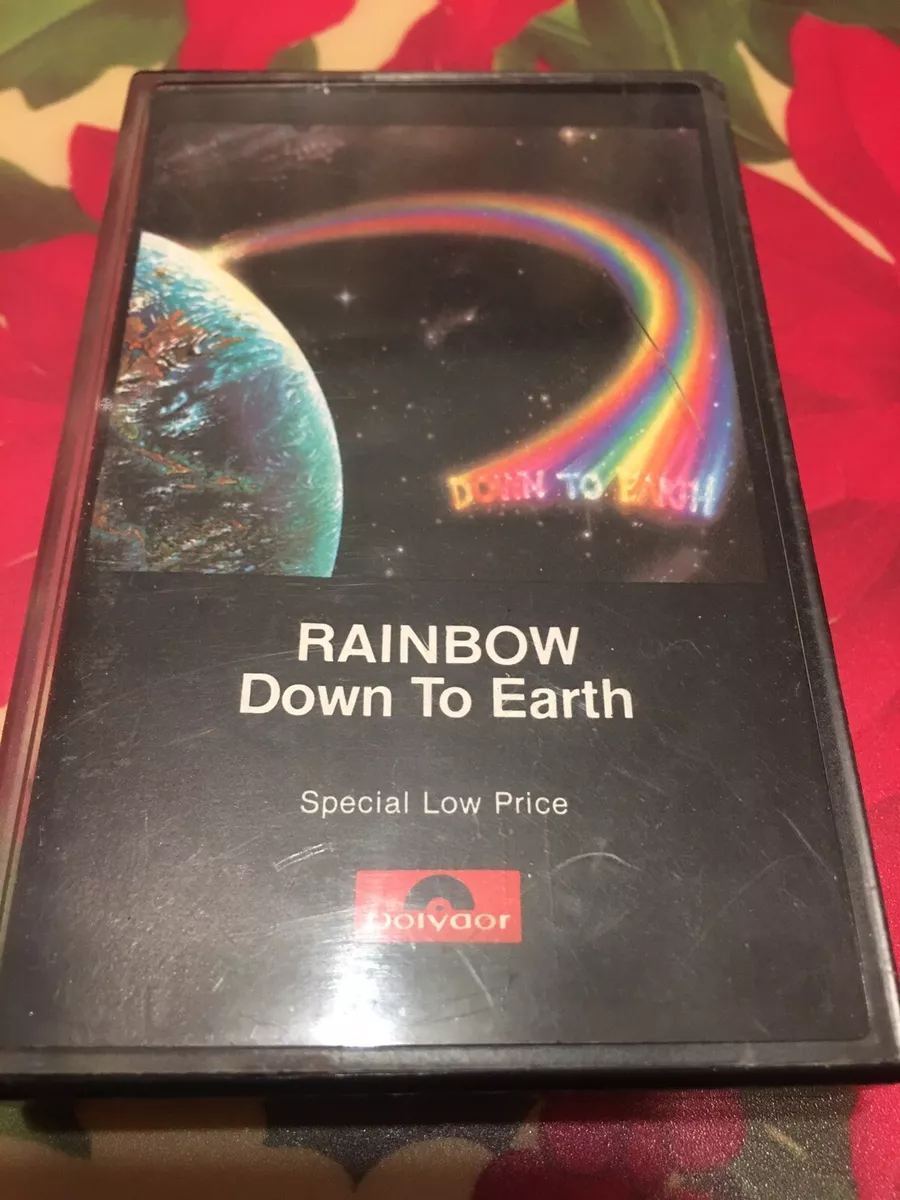 DOWN TO EARTH
RAINBOW
Down To Earth
Special Low Price
polydor